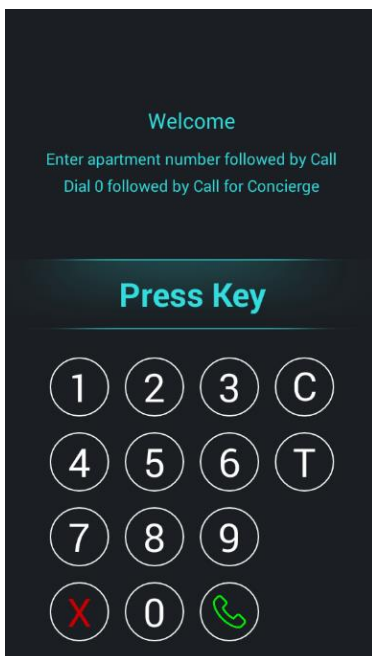 Welcome
Enter apartment number followed by Call
Dial 0 followed by Call for Concierge
Press Key
1 2 3 C
4 5 6 T
7 8 9
X 0